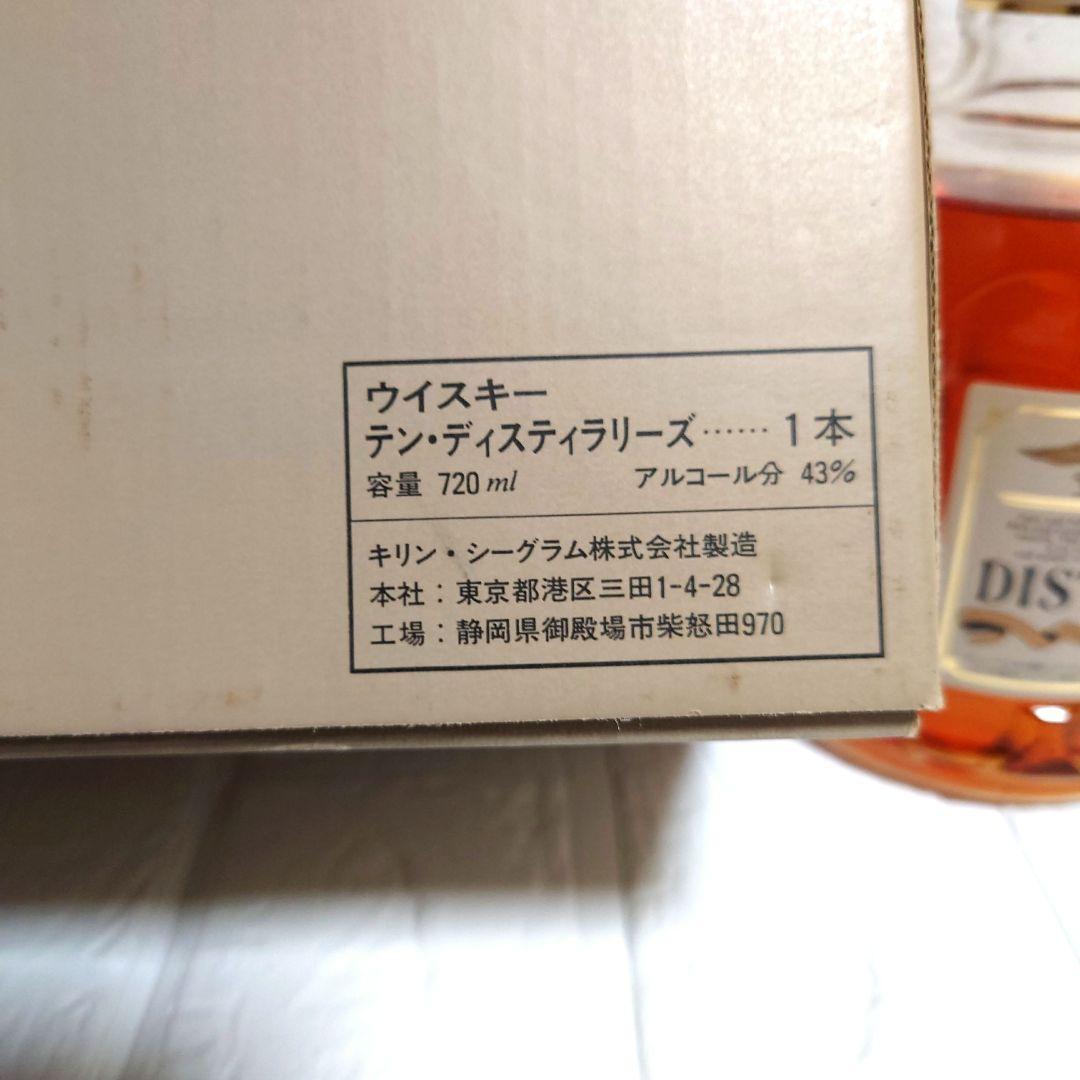 ウイスキー
テン・ディスティラリーズ……1本
容量 720 ml アルコール分 43%
キリン・シーグラム株式会社製造
本社：東京都港区三田1-4-28
工場：静岡県御殿場市柴怒田970
DIS